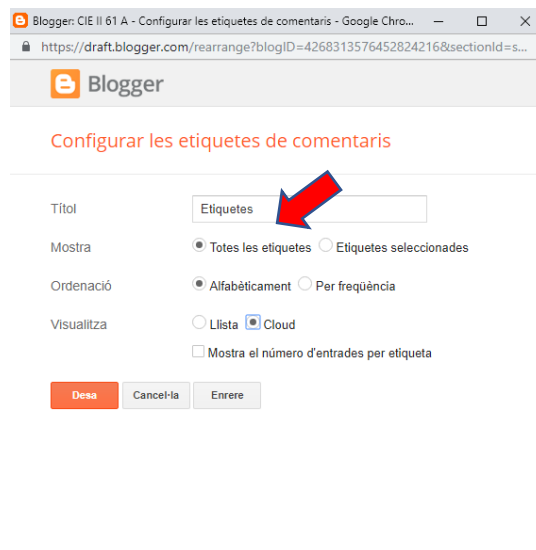 Blogger: CIE II 61 A - Configurar les etiquetes de comentaris - Google Chro...
https://draft.blogger.com/rearrange?blogID=4268313576452824216&sectionId=s...
Blogger
Configurar les etiquetes de comentaris
Títol Etiquetes
Mostra Totes les etiquetes Etiquetes seleccionades
Ordenació Alfabèticament Per freqüència
Visualitza Llista Cloud
Mostra el número d'entrades per etiqueta
Desa Cancel·la Enrere